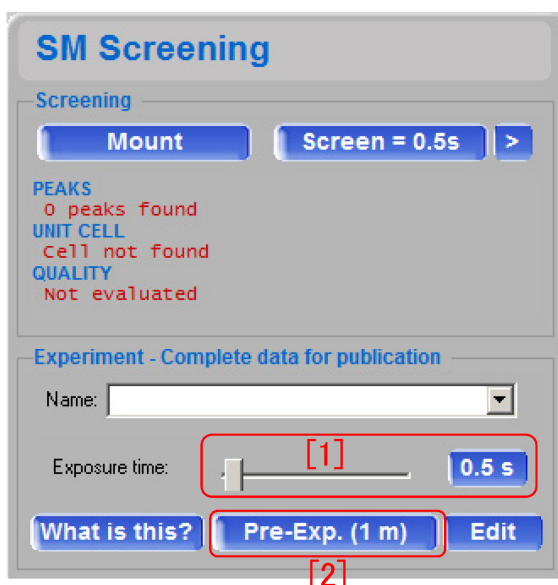 SM Screening
Screening
Mount Screen = 0.5s >
PEAKS
0 peaks found
UNIT CELL
Cell not found
QUALITY
Not evaluated
Experiment - Complete data for publication
Name:
Exposure time: [1] 0.5 s
What is this? Pre-Exp. (1 m) Edit
[2]